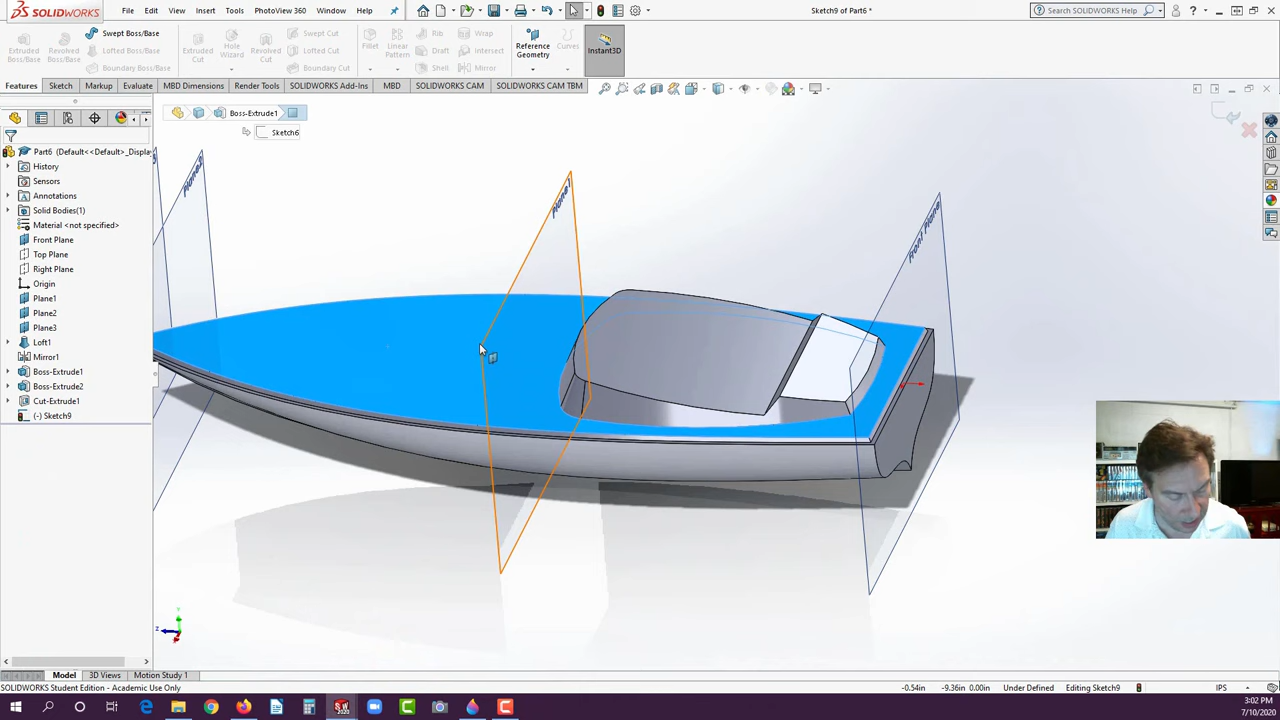 SOLIDWORKS
File Edit View Insert Tools PhotoView 360 Window Help
Sketch9 of Part6 *
Search SOLIDWORKS Help
Extruded Boss/Base
Revolved Boss/Base
Swept Boss/Base
Lofted Boss/Base
Boundary Boss/Base
Extruded Cut
Hole Wizard
Revolved Cut
Swept Cut
Lofted Cut
Boundary Cut
Fillet
Linear Pattern
Rib
Draft
Shell
Wrap
Intersect
Mirror
Reference Geometry
Curves
Instant3D
Features Sketch Markup Evaluate MBD Dimensions Render Tools SOLIDWORKS Add-Ins MBD SOLIDWORKS CAM SOLIDWORKS CAM TBM
Boss-Extrude1
Sketch6
Part6 (Default<<Default>_Displa
History
Sensors
Annotations
Solid Bodies(1)
Material <not specified>
Front Plane
Top Plane
Right Plane
Origin
Plane1
Plane2
Plane3
Loft1
Mirror1
Boss-Extrude1
Boss-Extrude2
Cut-Extrude1
(-) Sketch9
Plane1
Front Plane
Y
Z
Model 3D Views Motion Study 1
SOLIDWORKS Student Edition - Academic Use Only
-0.54in -9.36in 0.00in Under Defined Editing Sketch9 IPS
3:02 PM
7/10/2020